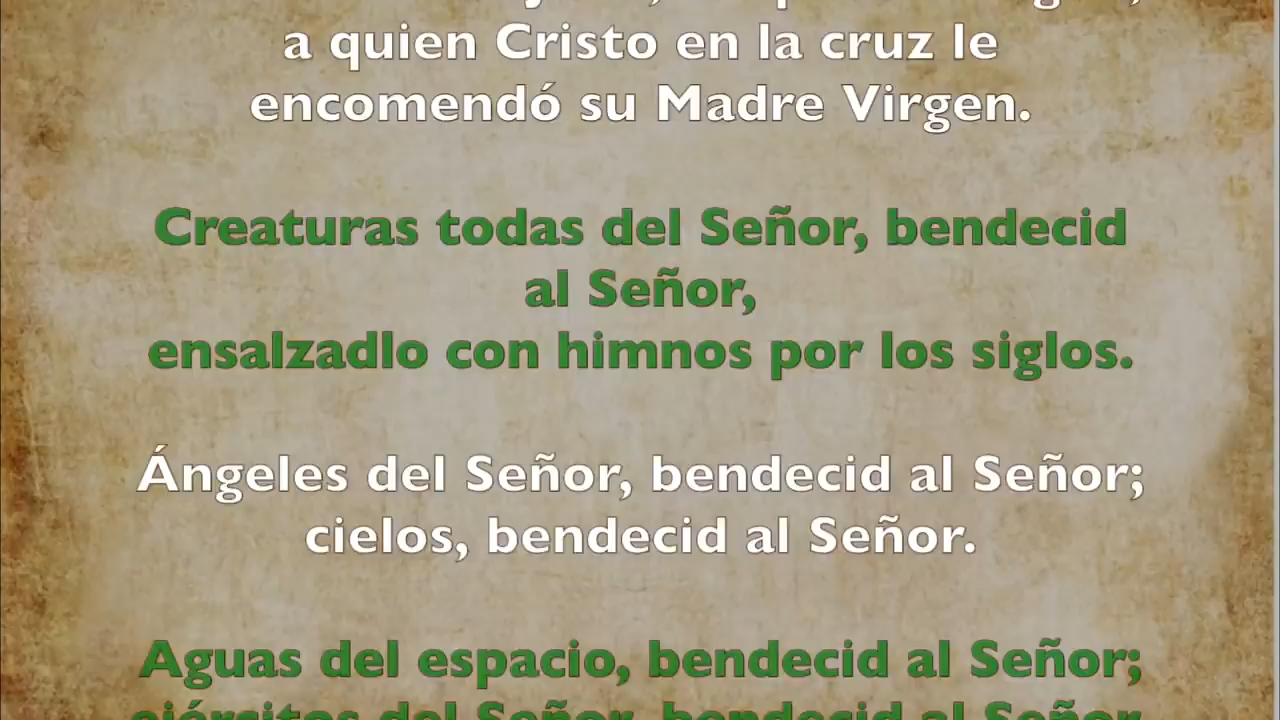 a quien Cristo en la cruz le
encomendó su Madre Virgen.
Creaturas todas del Señor, bendecid
al Señor,
ensalzadlo con himnos por los siglos.
Ángeles del Señor, bendecid al Señor;
cielos, bendecid al Señor.
Aguas del espacio, bendecid al Señor;
ejércitos del Señor, bendecid al Señor